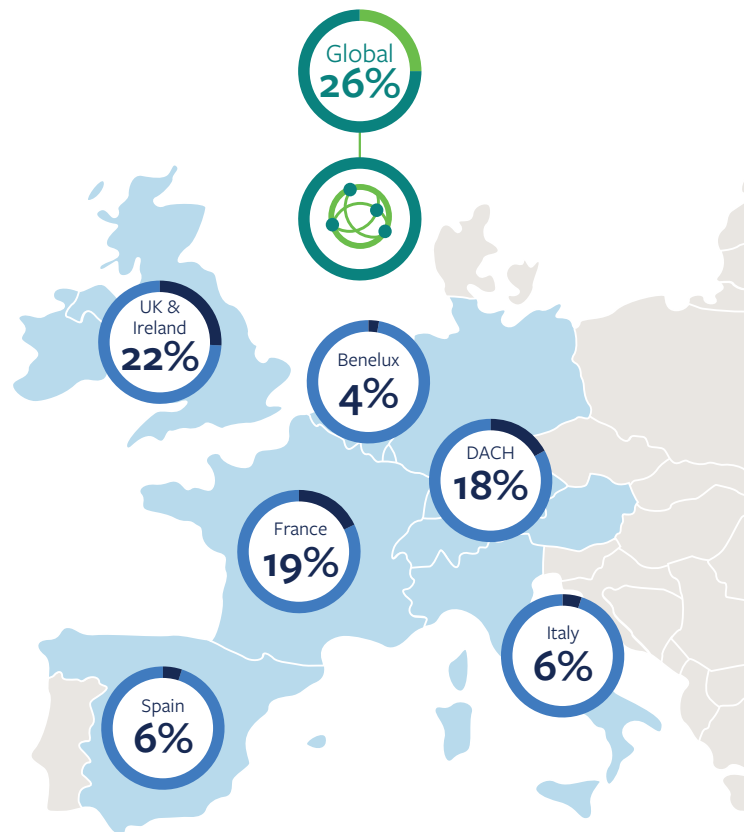 Global
26%
UK &
Ireland
22%
Benelux
4%
DACH
18%
France
19%
Italy
6%
Spain
6%